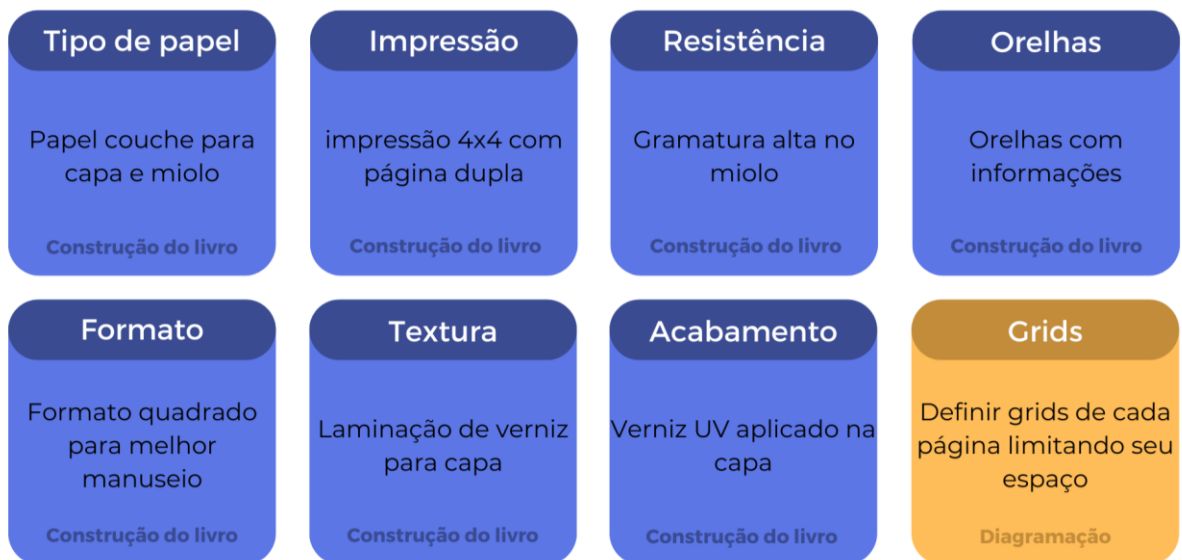 Tipo de papel
Papel couche para
capa e miolo
Construção do livro
Impressão
impressão 4x4 com
página dupla
Construção do livro
Resistência
Gramatura alta no
miolo
Construção do livro
Orelhas
Orelhas com
informações
Construção do livro
Formato
Formato quadrado
para melhor
manuseio
Construção do livro
Textura
Laminação de verniz
para capa
Construção do livro
Acabamento
Verniz UV aplicado na
capa
Construção do livro
Grids
Definir grids de cada
página limitando seu
espaço
Diagramação